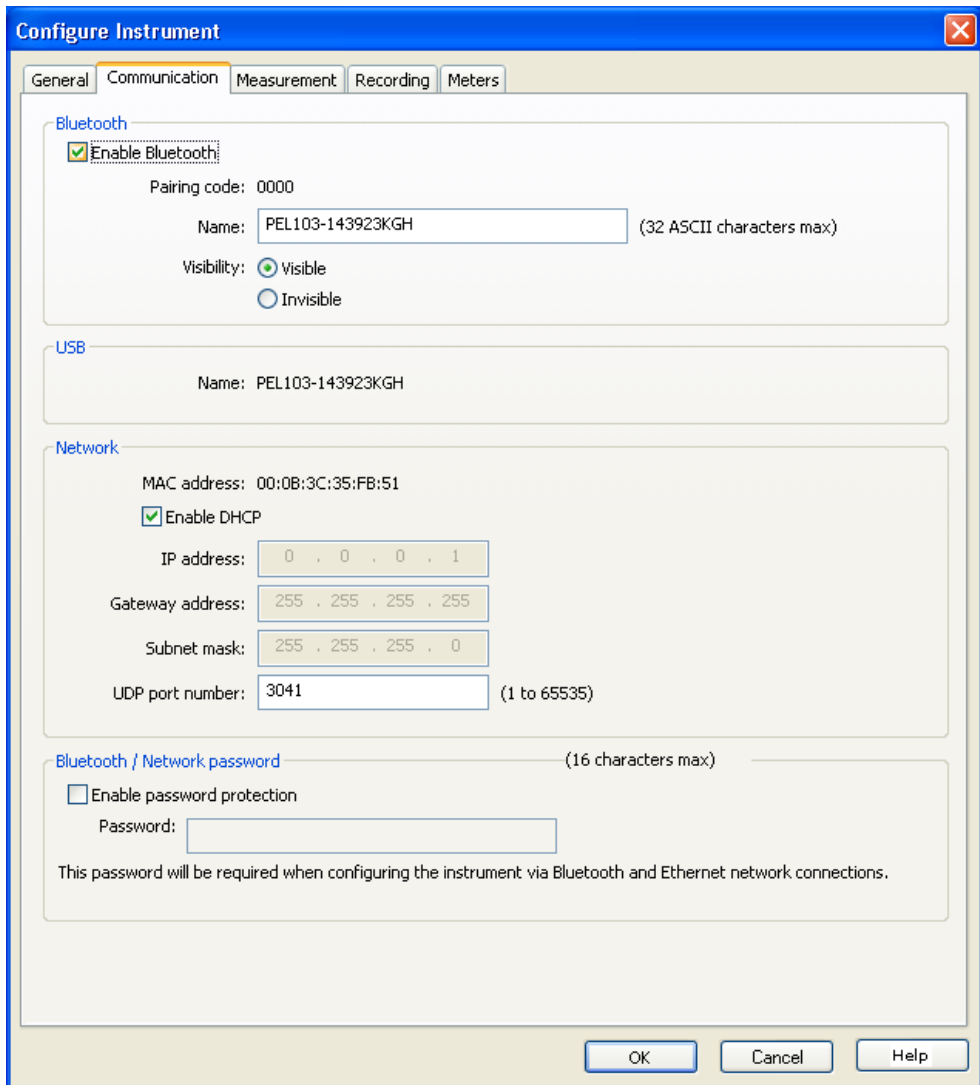 Configure Instrument
General Communication Measurement Recording Meters
Bluetooth
Enable Bluetooth
Pairing code: 0000
Name: PEL103-143923KGH (32 ASCII characters max)
Visibility: Visible
Invisible
USB
Name: PEL103-143923KGH
Network
MAC address: 00:0B:3C:35:FB:51
Enable DHCP
IP address: 0 . 0 . 0 . 1
Gateway address: 255 . 255 . 255 . 255
Subnet mask: 255 . 255 . 255 . 0
UDP port number: 3041 (1 to 65535)
Bluetooth / Network password (16 characters max)
Enable password protection
Password:
This password will be required when configuring the instrument via Bluetooth and Ethernet network connections.
OK Cancel Help